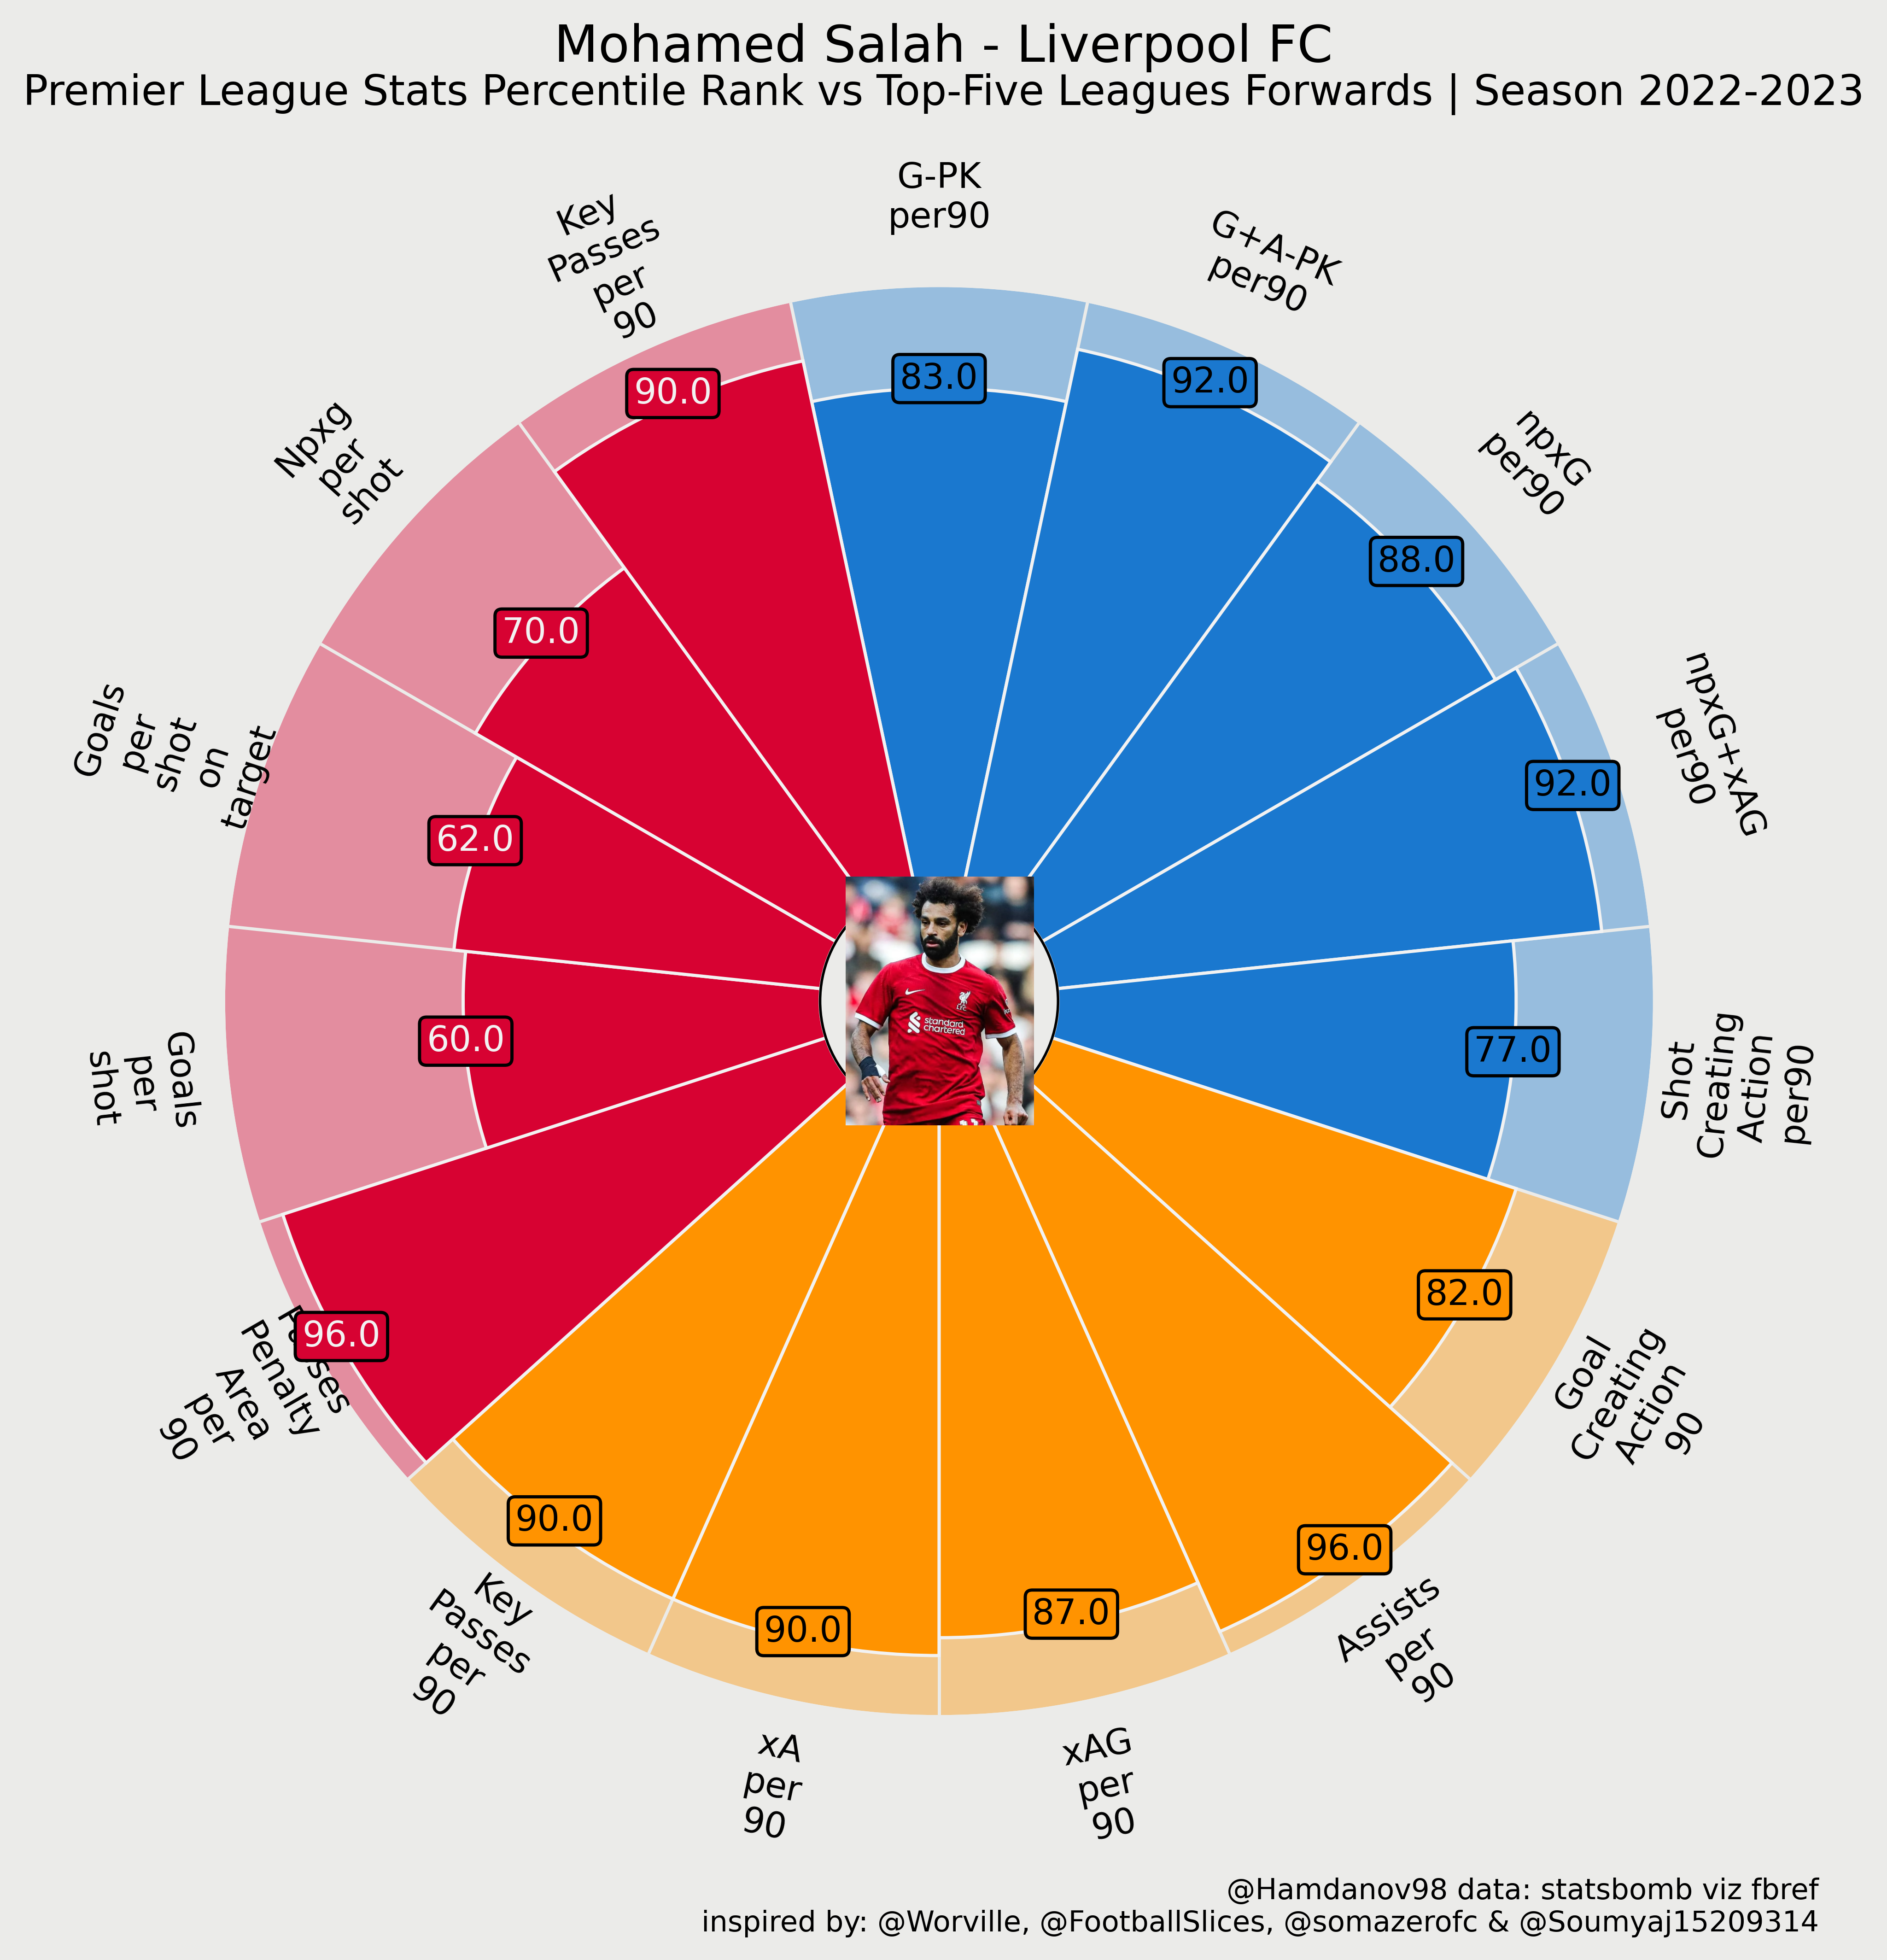 Mohamed Salah - Liverpool FC
Premier League Stats Percentile Rank vs Top-Five Leagues Forwards | Season 2022-2023
G-PK
per90
83.0
G+A-PK
per90
92.0
npxG
per90
88.0
npxG+xAG
per90
92.0
Shot
Creating
Action
per90
77.0
Goal
Creating
Action
90
82.0
Assists
per
90
96.0
xAG
per
90
87.0
xA
per
90
90.0
Key
Passes
per
90
90.0
Penalty
Area
per
90
96.0
Goals
per
shot
60.0
Goals
per
shot
on
target
62.0
Npxg
per
shot
70.0
Key
Passes
per
90
90.0
standard
chartered
@Hamdanov98 data: statsbomb viz fbref
inspired by: @Worville, @FootballSlices, @somazerofc & @Soumyaj15209314